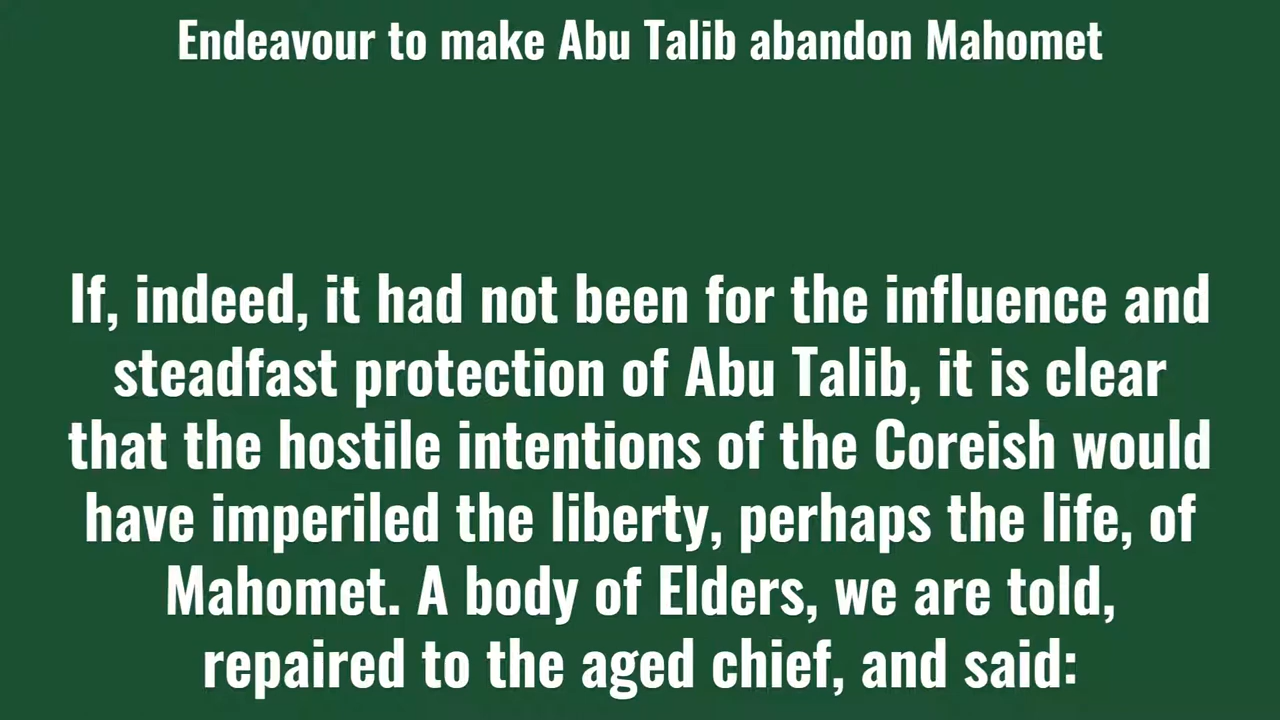 Endeavour to make Abu Talib abandon Mahomet
If, indeed, it had not been for the influence and
steadfast protection of Abu Talib, it is clear
that the hostile intentions of the Coreish would
have imperiled the liberty, perhaps the life, of
Mahomet. A body of Elders, we are told,
repaired to the aged chief, and said: